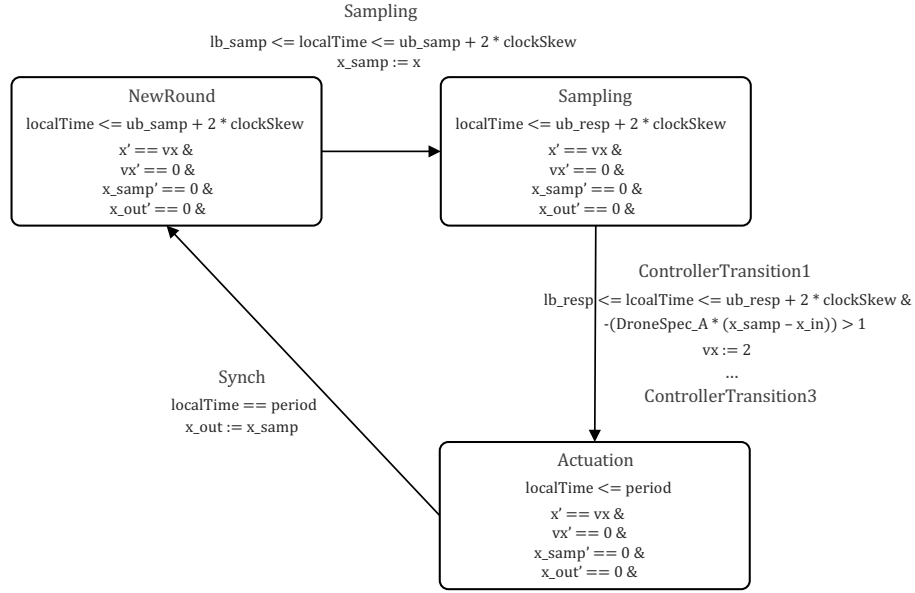 Sampling
lb_samp <= localTime <= ub_samp + 2 * clockSkew
x_samp := x
NewRound
localTime <= ub_samp + 2 * clockSkew
x’ == vx &
vx’ == 0 &
x_samp’ == 0 &
x_out’ == 0 &
Sampling
localTime <= ub_resp + 2 * clockSkew
x’ == vx &
vx’ == 0 &
x_samp’ == 0 &
x_out’ == 0 &
ControllerTransition1
lb_resp <= lcoalTime <= ub_resp + 2 * clockSkew &
-(DroneSpec_A * (x_samp – x_in)) > 1
vx := 2
…
ControllerTransition3
Synch
localTime == period
x_out := x_samp
Actuation
localTime <= period
x’ == vx &
vx’ == 0 &
x_samp’ == 0 &
x_out’ == 0 &